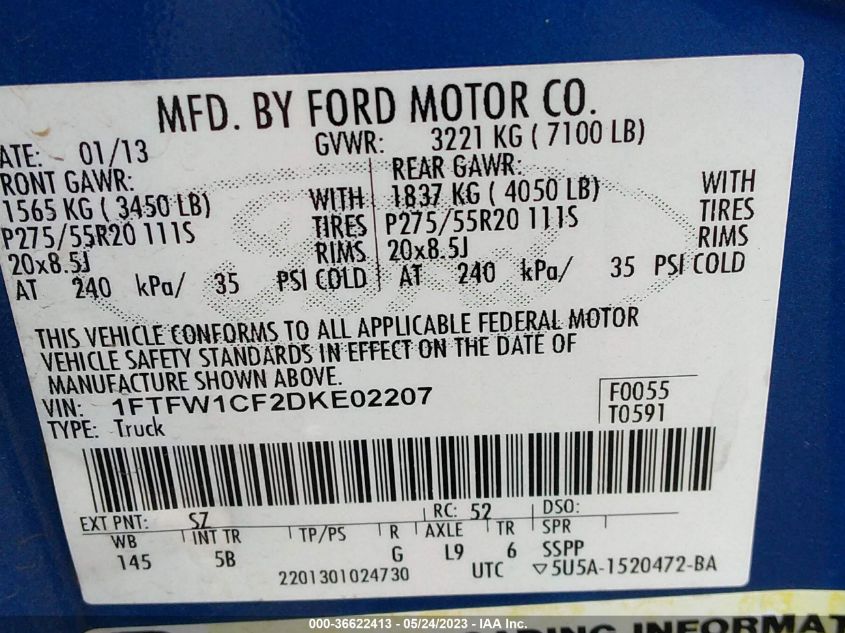 MFD. BY FORD MOTOR CO.
ATE: 01/13 GVWR: 3221 KG ( 7100 LB)
RONT GAWR: REAR GAWR:
1565 KG ( 3450 LB) WITH 1837 KG ( 4050 LB) WITH
P275/55R20 111S TIRES P275/55R20 111S TIRES
20x8.5J RIMS 20x8.5J RIMS
AT 240 kPa/ 35 PSI COLD AT 240 kPa/ 35 PSI COLD
THIS VEHICLE CONFORMS TO ALL APPLICABLE FEDERAL MOTOR
VEHICLE SAFETY STANDARDS IN EFFECT ON THE DATE OF
MANUFACTURE SHOWN ABOVE.
VIN: 1FTFW1CF2DKE02207 F0055
TYPE: Truck T0591
EXT PNT: SZ RC: 52 DSO:
WB INT TR TP/PS R AXLE TR SPR
145 5B G L9 6 SSPP
2201301024730 UTC ▽5U5A-1520472-BA
LOADING INFORMAT
000-36622413 - 05/24/2023 - IAA Inc.